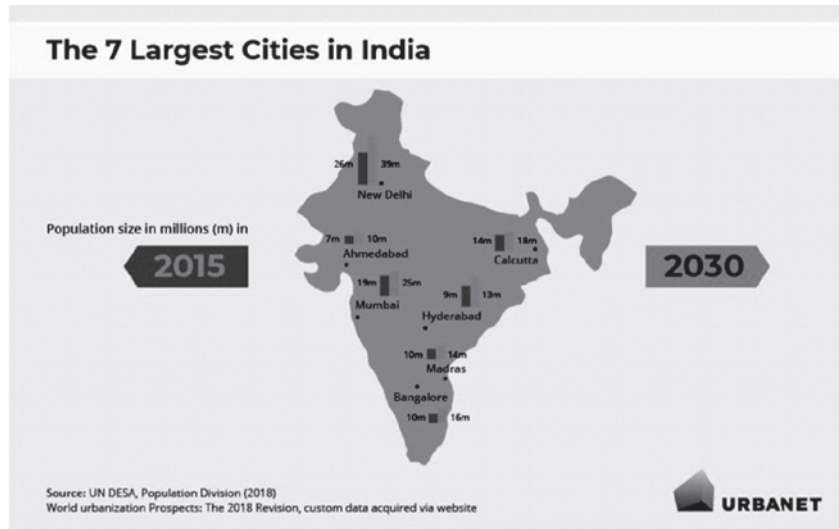 The 7 Largest Cities in India
26m 39m
New Delhi
Population size in millions (m) in
2015
7m 10m
Ahmedabad
14m 18m
Calcutta
2030
19m 25m
Mumbai
9m 13m
Hyderabad
10m 14m
Madras
Bangalore
10m 16m
Source: UN DESA, Population Division (2018)
World urbanization Prospects: The 2018 Revision, custom data acquired via website
URBANET